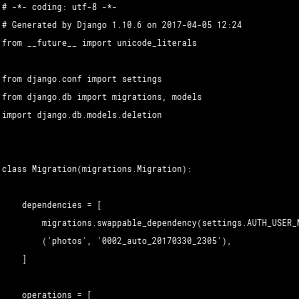 # -*- coding: utf-8 -*-
# Generated by Django 1.10.6 on 2017-04-05 12:24
from __future__ import unicode_literals
from django.conf import settings
from django.db import migrations, models
import django.db.models.deletion
class Migration(migrations.Migration):
dependencies = [
migrations.swappable_dependency(settings.AUTH_USER_
('photos', '0002_auto_20170330_2305'),
]
operations = [